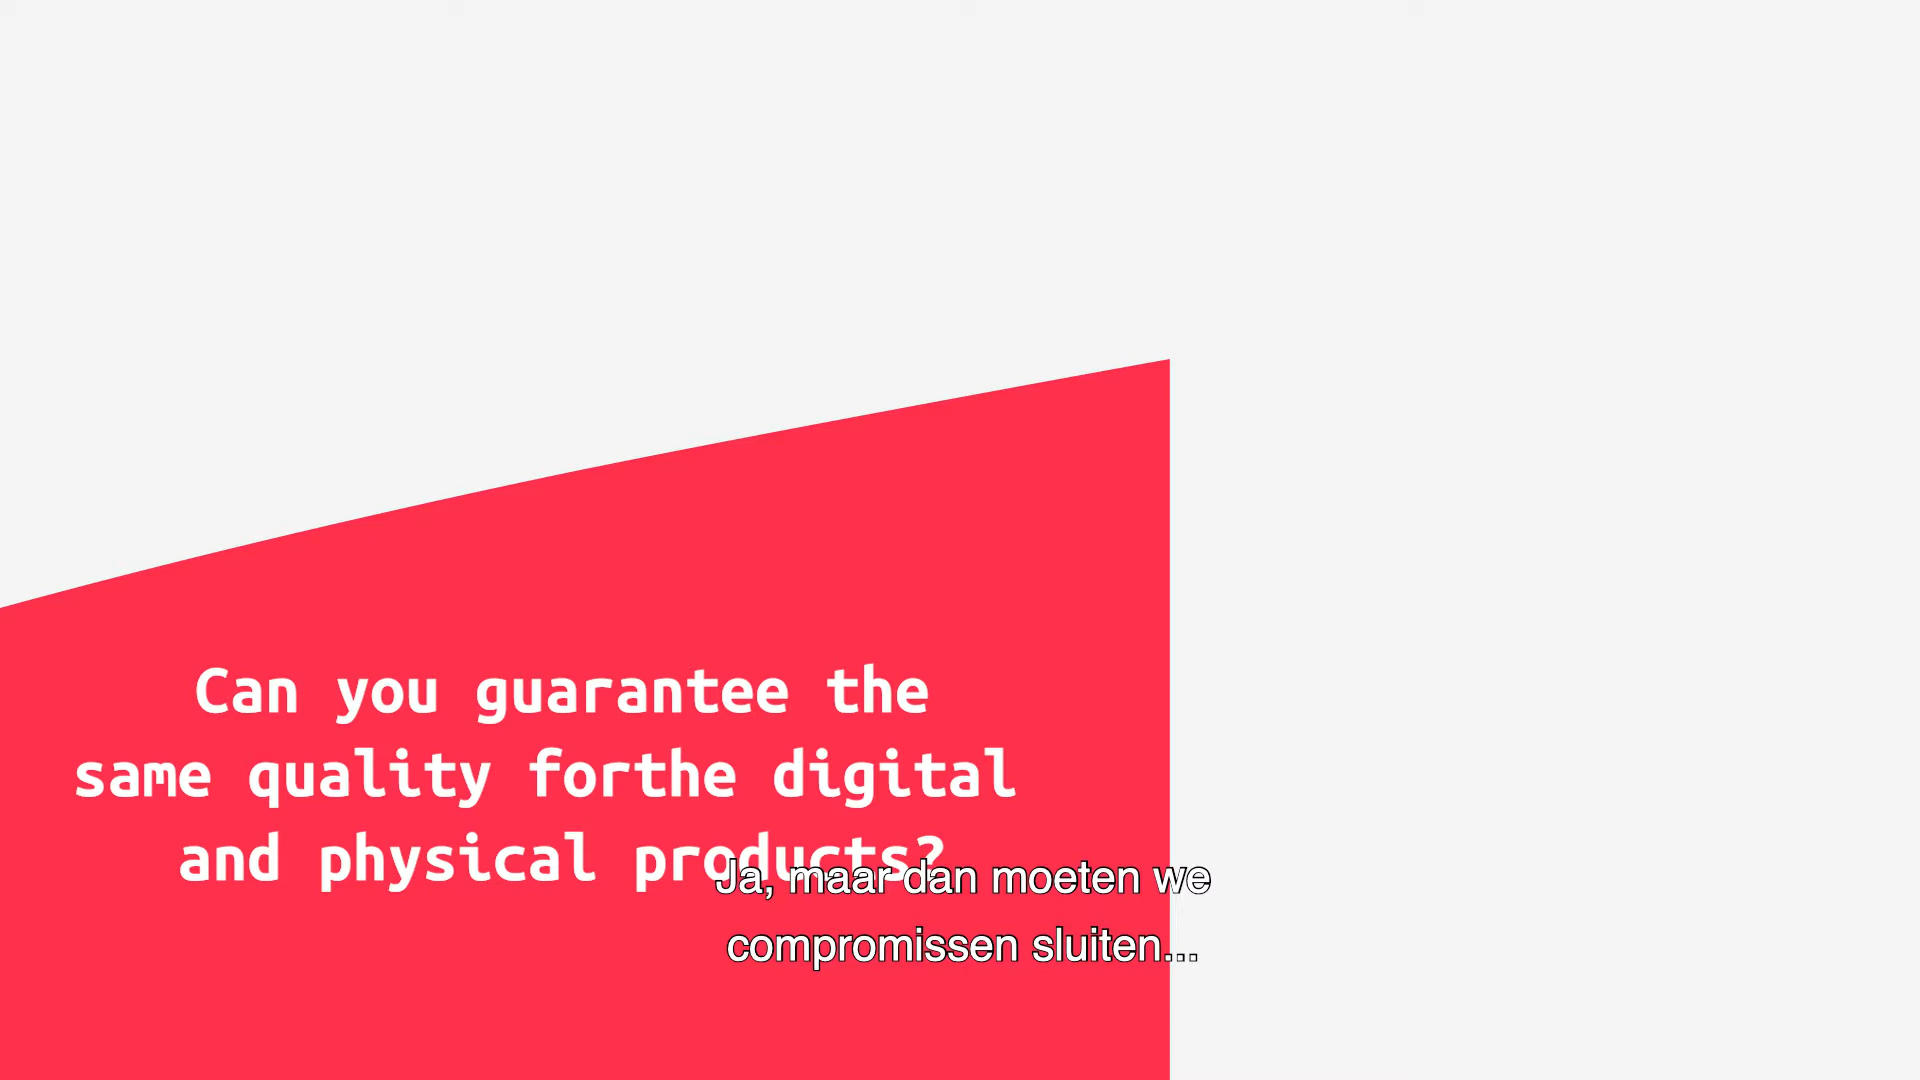 Can you guarantee the
same quality forthe digital
and physical products?
Ja, maar dan moeten we
compromissen sluiten...